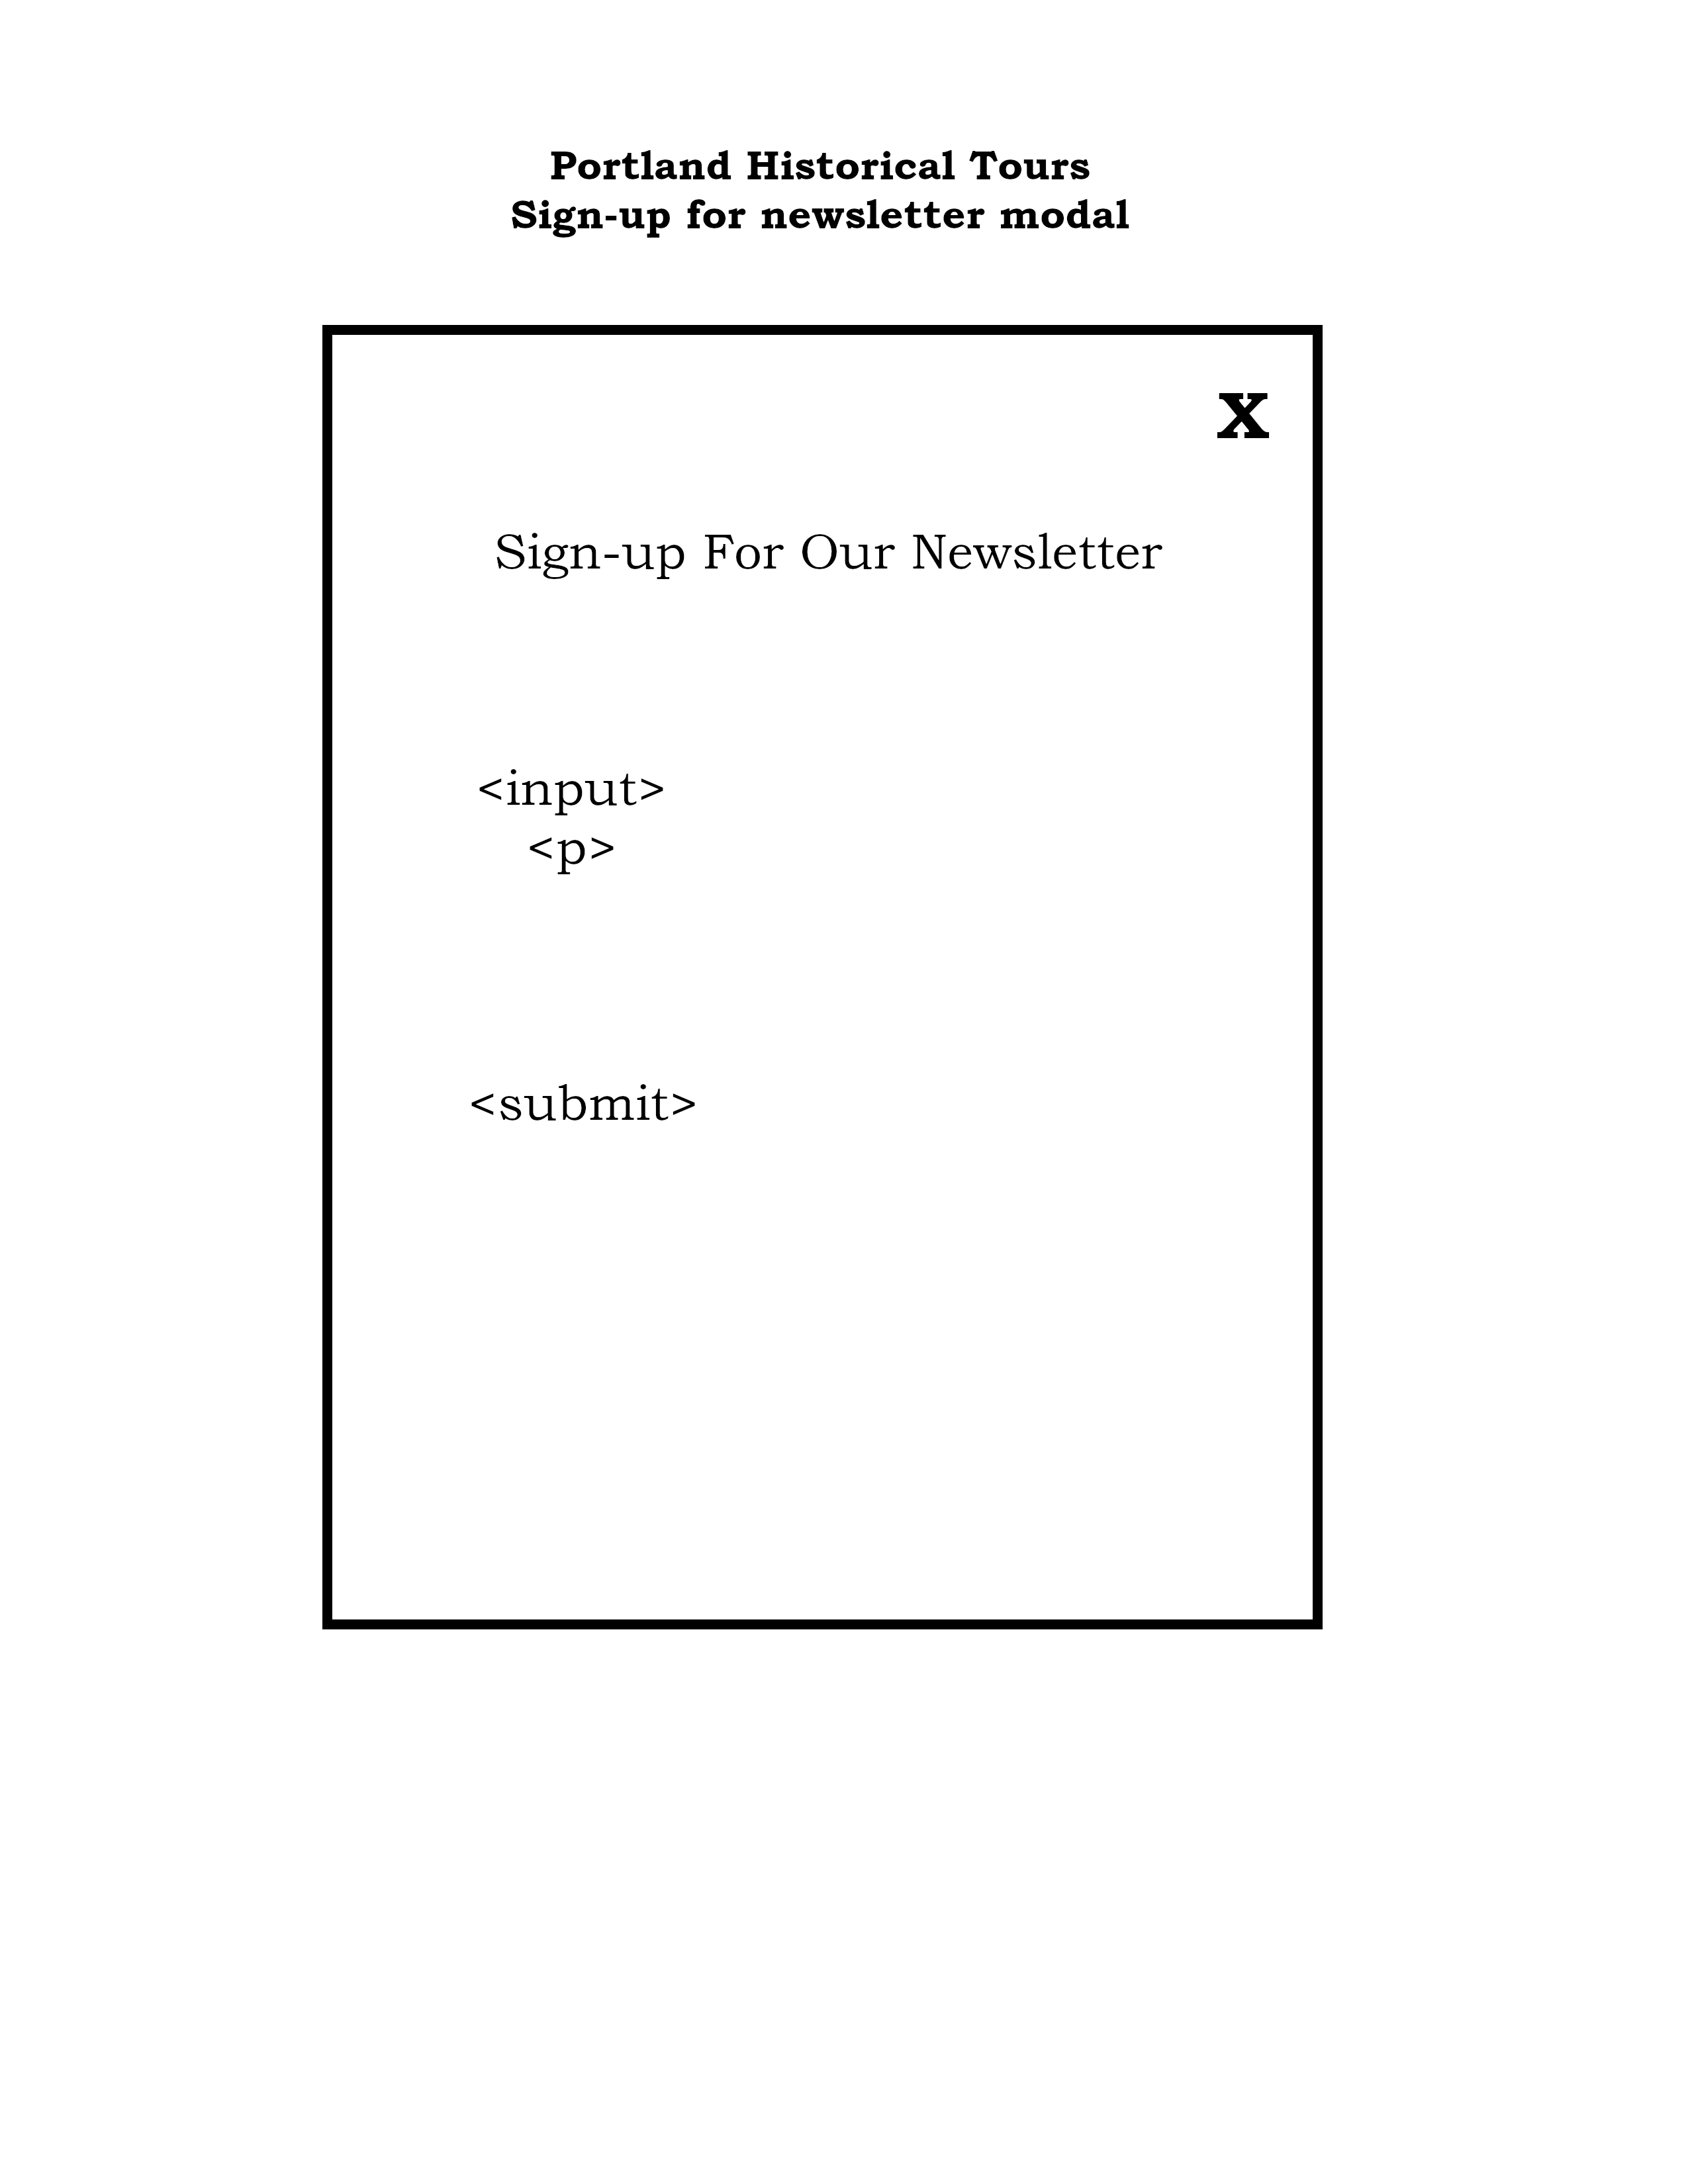 Portland Historical Tours
Sign-up for newsletter modal
x
Sign-up For Our Newsletter
<input>
<p>
<submit>